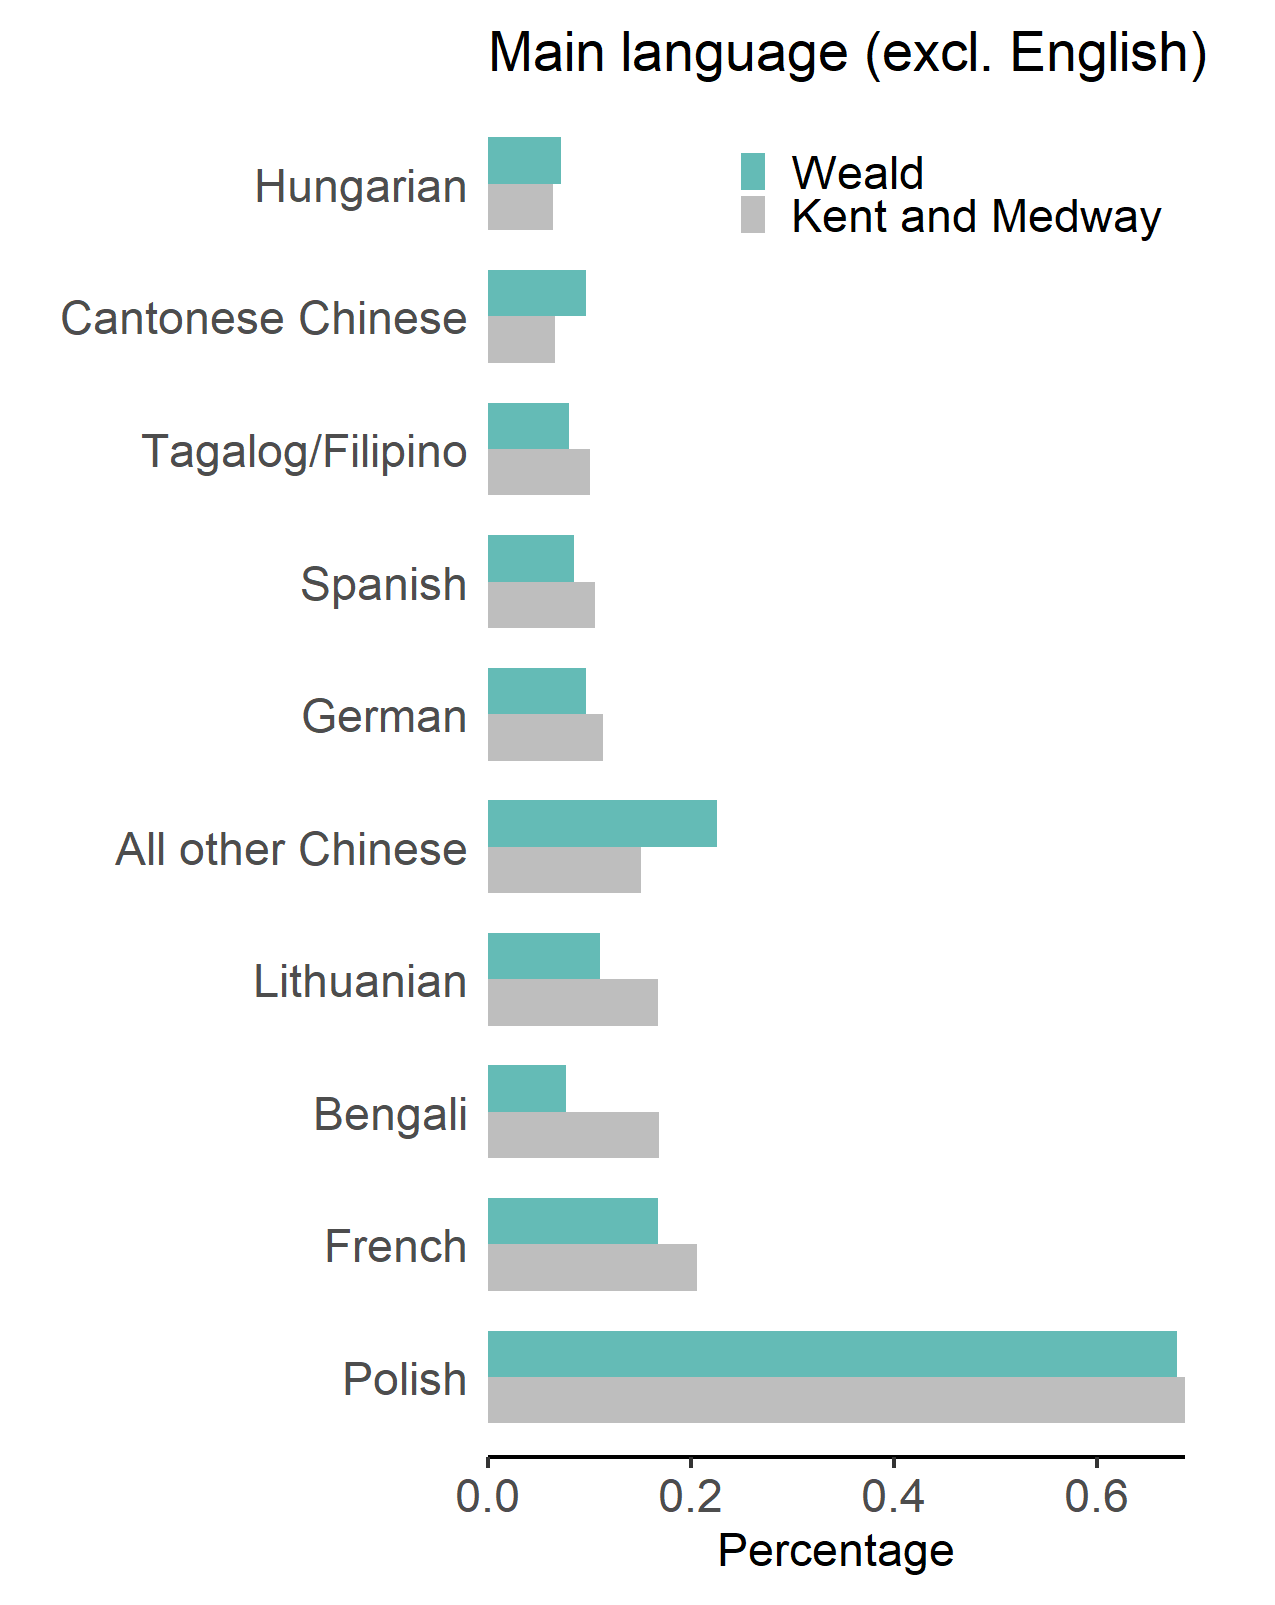 Main language (excl. English)
Weald
Kent and Medway
Hungarian
Cantonese Chinese
Tagalog/Filipino
Spanish
German
All other Chinese
Lithuanian
Bengali
French
Polish
0.0 0.2 0.4 0.6
Percentage